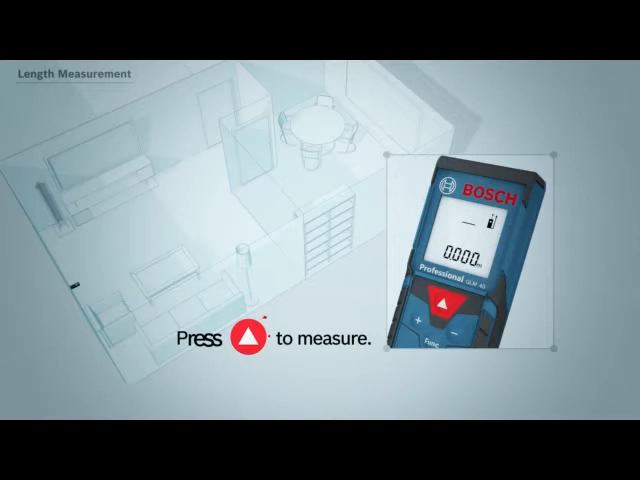 Length Measurement
BOSCH
0.000m
Professional GLM 40
+
−
Func
Press to measure.